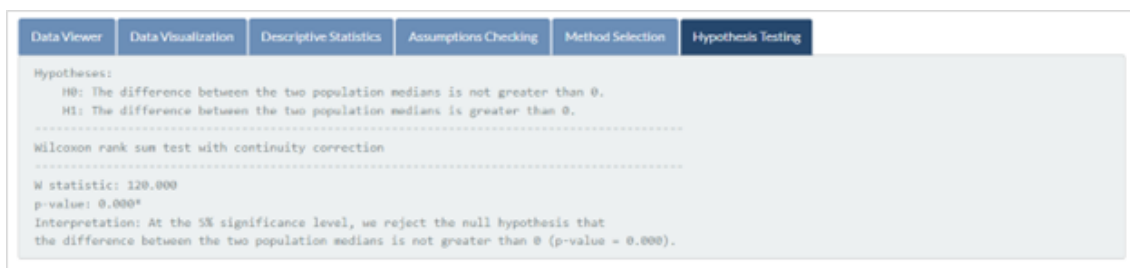 Data Viewer Data Visualization Descriptive Statistics Assumptions Checking Method Selection Hypothesis Testing
Hypotheses:
H0: The difference between the two population medians is not greater than 0.
H1: The difference between the two population medians is greater than 0.
Wilcoxon rank sum test with continuity correction
W statistic: 120.000
p-value: 0.000*
Interpretation: At the 5% significance level, we reject the null hypothesis that
the difference between the two population medians is not greater than 0 (p-value = 0.000).